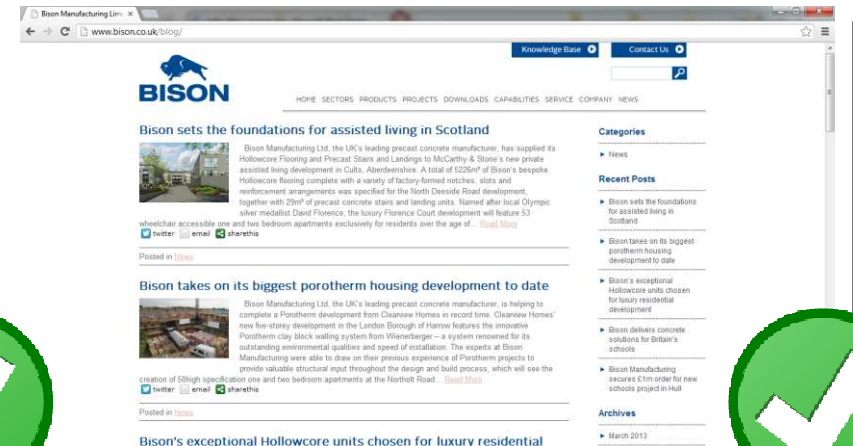 Bison Manufacturing Lim
www.bison.co.uk/blog/
Knowledge Base
Contact Us
BISON
HOME SECTORS PRODUCTS PROJECTS DOWNLOADS CAPABILITIES SERVICE COMPANY NEWS
Bison sets the foundations for assisted living in Scotland
Bison Manufacturing Ltd, the UK's leading precast concrete manufacturer, has supplied its
Hollowcore Flooring and Precast Stairs and Landings to McCarthy & Stone's new private
assisted living development in Cults, Aberdeenshire. A total of 5226m² of Bison's bespoke
Hollowcore flooring complete with a variety of factory-formed notches, slots and
reinforcement arrangements was specified for the North Deeside Road development,
together with 29m³ of precast concrete stairs and landing units. Named after local Olympic
silver medallist David Florence, the luxury Florence Court development will feature 53
wheelchair accessible one and two bedroom apartments exclusively for residents over the age of... Read More
twitter email sharethis
Posted in News
Bison takes on its biggest porotherm housing development to date
Bison Manufacturing Ltd, the UK's leading precast concrete manufacturer, is helping to
complete a Porotherm development from Clearview Homes in record time. Clearview Homes'
new five-storey development in the London Borough of Harrow features the innovative
Porotherm clay block walling system from Wienerberger – a system renowned for its
outstanding environmental qualities and speed of installation. The experts at Bison
Manufacturing were able to draw on their previous experience of Porotherm projects to
provide valuable structural input throughout the design and build process, which will see the
creation of 59high specification one and two bedroom apartments at the Northolt Road... Read More
twitter email sharethis
Posted in News
Bison's exceptional Hollowcore units chosen for luxury residential
Categories
News
Recent Posts
Bison sets the foundations
for assisted living in
Scotland
Bison takes on its biggest
porotherm housing
development to date
Bison's exceptional
Hollowcore units chosen
for luxury residential
development
Bison delivers concrete
solutions for Britain's
schools
Bison Manufacturing
secures £1m order for new
schools project in Hull
Archives
March 2013